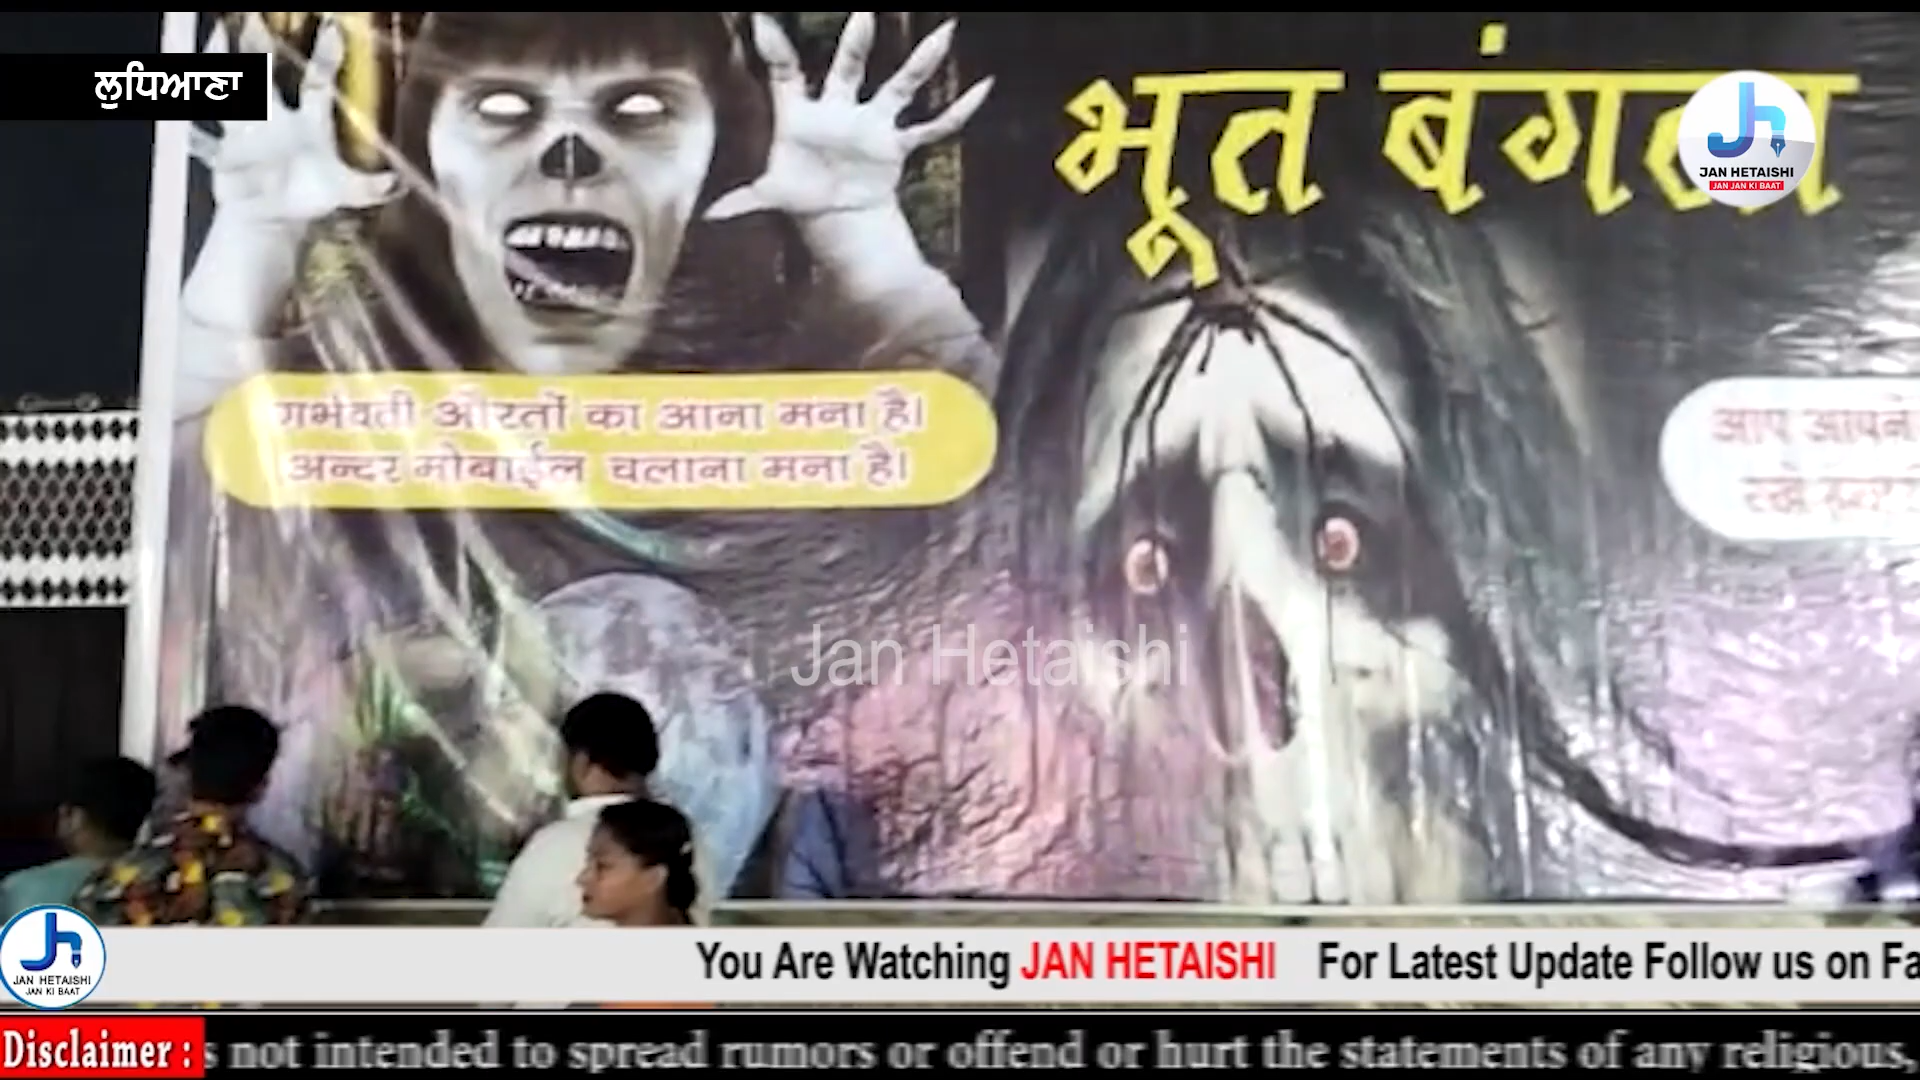 ਲੁਧਿਆਣਾ
भूत बंगला
JAN HETAISHI
JAN JAN KI BAAT
गर्भवती औरतों का आना मना है।
अन्दर मोबाईल चलाना मना है।
आप आपने
रखे
Jan Hetaishi
JAN HETAISHI
JAN KI BAAT
You Are Watching JAN HETAISHI For Latest Update Follow us on Fa
Disclaimer : s not intended to spread rumors or offend or hurt the statements of any religious,